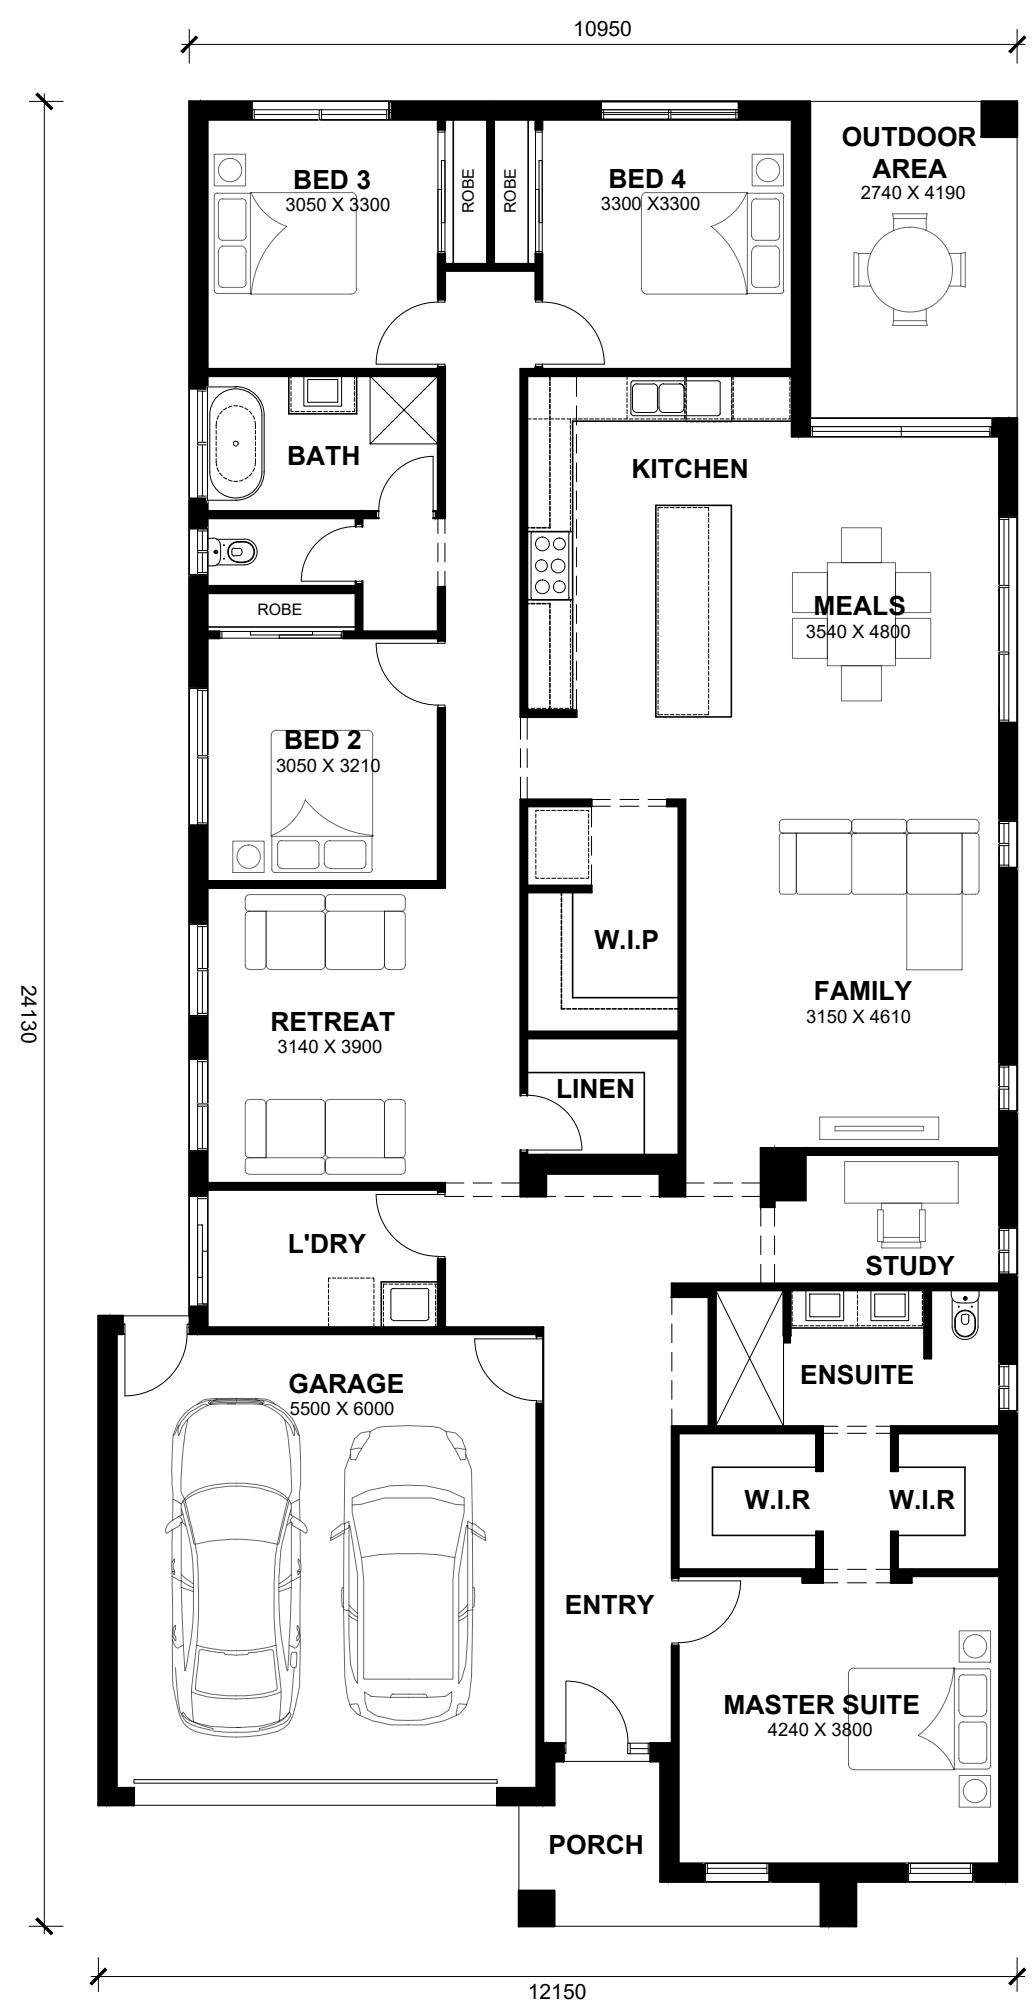 10950
OUTDOOR
AREA
2740 X 4190
BED 3
3050 X 3300
ROBE
ROBE
BED 4
3300 X3300
BATH
KITCHEN
ROBE
MEALS
3540 X 4800
BED 2
3050 X 3210
W.I.P
FAMILY
3150 X 4610
24130
RETREAT
3140 X 3900
LINEN
L'DRY
STUDY
GARAGE
5500 X 6000
ENSUITE
W.I.R
W.I.R
ENTRY
MASTER SUITE
4240 X 3800
PORCH
12150